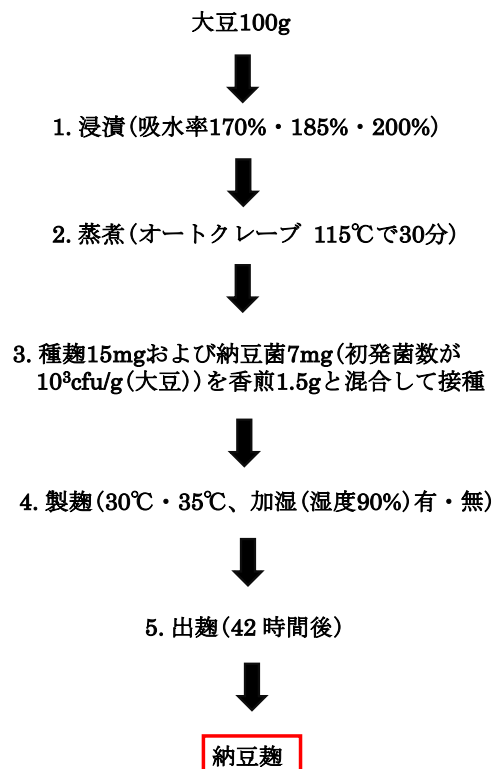 大豆100g
1. 浸漬(吸水率170%・185%・200%)
2. 蒸煮(オートクレーブ 115℃で30分)
3. 種麹15mgおよび納豆菌7mg(初発菌数が
10³cfu/g(大豆))を香煎1.5gと混合して接種
4. 製麹(30℃・35℃、加湿(湿度90%)有・無)
5. 出麹(42 時間後)
納豆麹